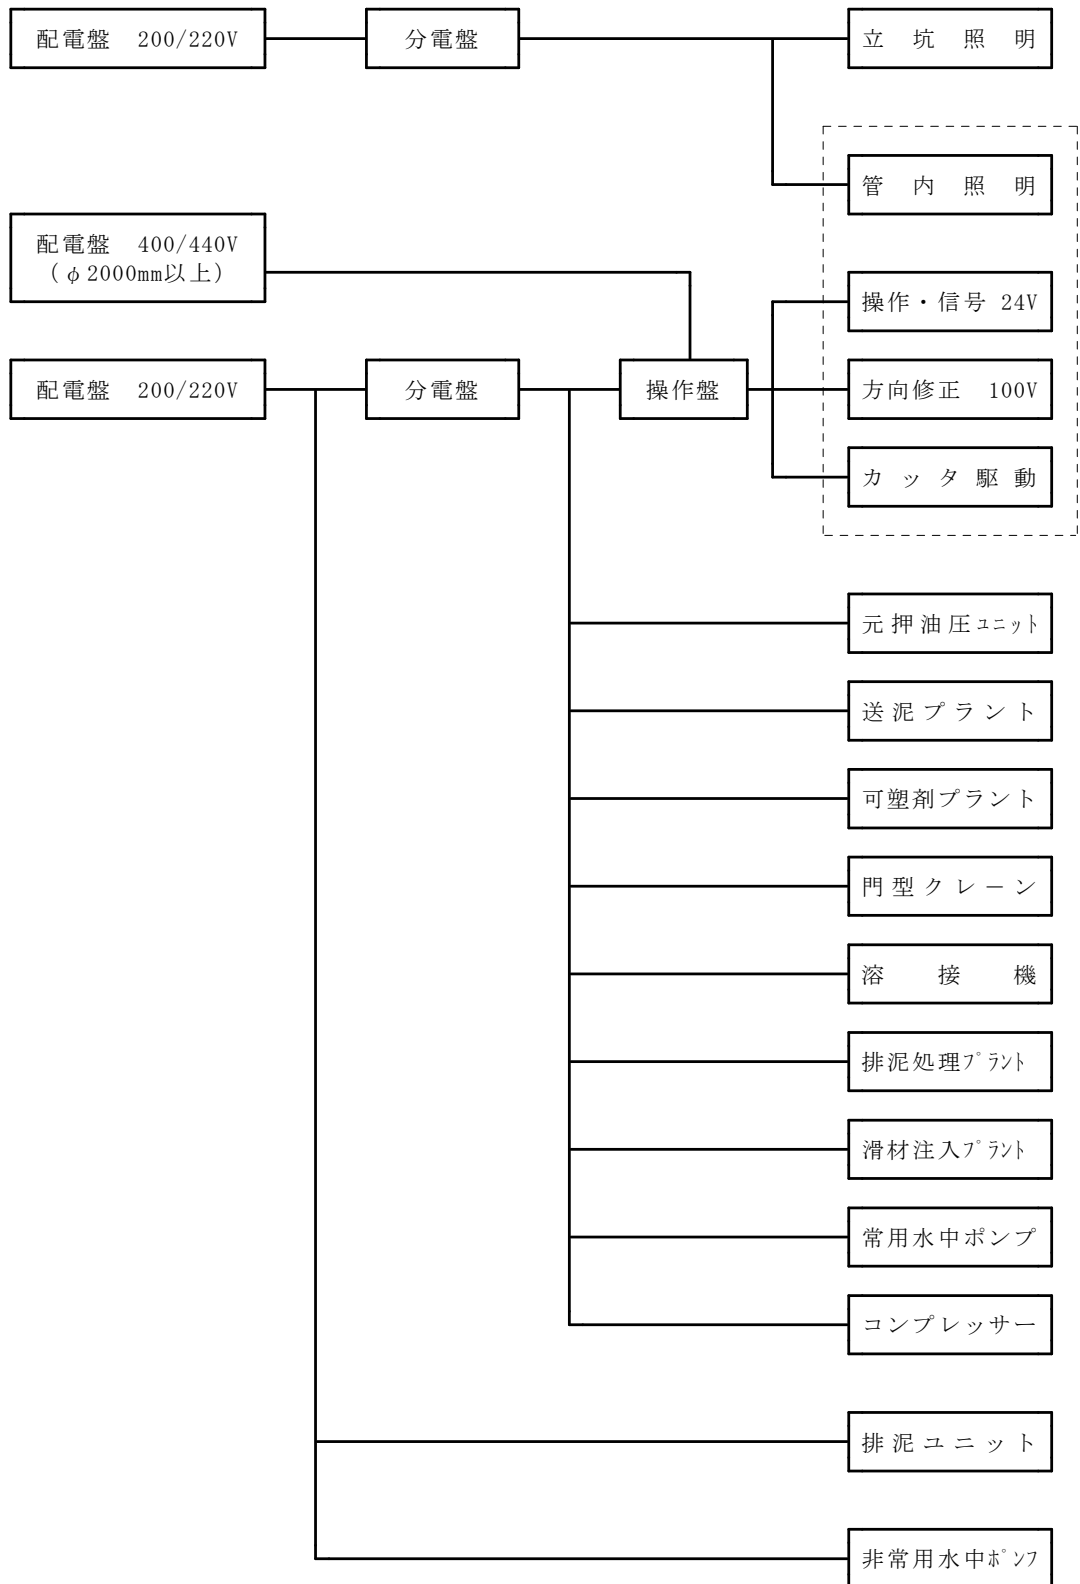 配電盤　200/220V
分電盤
立坑照明
管内照明
配電盤　400/440V
（φ2000mm以上）
操作・信号 24V
配電盤　200/220V
分電盤
操作盤
方向修正　100V
カッタ駆動
元押油圧ﾕﾆｯﾄ
送泥プラント
可塑剤プラント
門型クレーン
溶接機
排泥処理ﾌﾟﾗﾝﾄ
滑材注入ﾌﾟﾗﾝﾄ
常用水中ポンプ
コンプレッサー
排泥ユニット
非常用水中ﾎﾟﾝﾌ